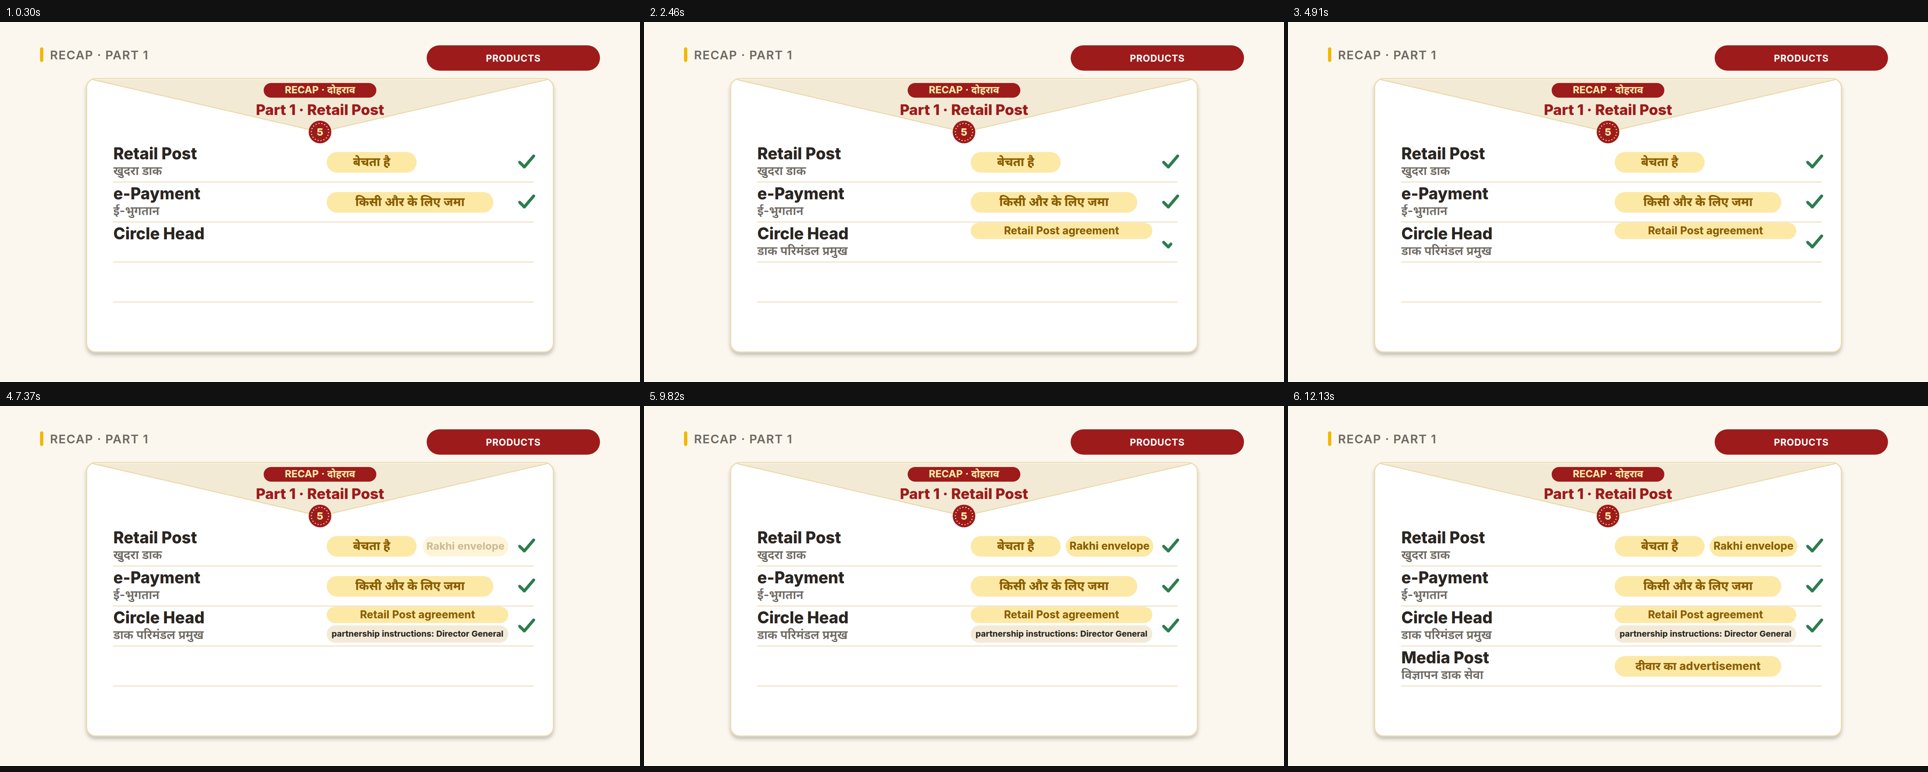 1. 0.30s
RECAP · PART 1
PRODUCTS
RECAP · दोहराव
Part 1 · Retail Post
5
Retail Post
खुदरा डाक
बेचता है
e-Payment
ई-भुगतान
किसी और के लिए जमा
Circle Head
2. 2.46s
RECAP · PART 1
PRODUCTS
RECAP · दोहराव
Part 1 · Retail Post
5
Retail Post
खुदरा डाक
बेचता है
e-Payment
ई-भुगतान
किसी और के लिए जमा
Circle Head
डाक परिमंडल प्रमुख
Retail Post agreement
3. 4.91s
RECAP · PART 1
PRODUCTS
RECAP · दोहराव
Part 1 · Retail Post
5
Retail Post
खुदरा डाक
बेचता है
e-Payment
ई-भुगतान
किसी और के लिए जमा
Circle Head
डाक परिमंडल प्रमुख
Retail Post agreement
4. 7.37s
RECAP · PART 1
PRODUCTS
RECAP · दोहराव
Part 1 · Retail Post
5
Retail Post
खुदरा डाक
बेचता है
Rakhi envelope
e-Payment
ई-भुगतान
किसी और के लिए जमा
Circle Head
डाक परिमंडल प्रमुख
Retail Post agreement
partnership instructions: Director General
5. 9.82s
RECAP · PART 1
PRODUCTS
RECAP · दोहराव
Part 1 · Retail Post
5
Retail Post
खुदरा डाक
बेचता है
Rakhi envelope
e-Payment
ई-भुगतान
किसी और के लिए जमा
Circle Head
डाक परिमंडल प्रमुख
Retail Post agreement
partnership instructions: Director General
6. 12.13s
RECAP · PART 1
PRODUCTS
RECAP · दोहराव
Part 1 · Retail Post
5
Retail Post
खुदरा डाक
बेचता है
Rakhi envelope
e-Payment
ई-भुगतान
किसी और के लिए जमा
Circle Head
डाक परिमंडल प्रमुख
Retail Post agreement
partnership instructions: Director General
Media Post
विज्ञापन डाक सेवा
दीवार का advertisement